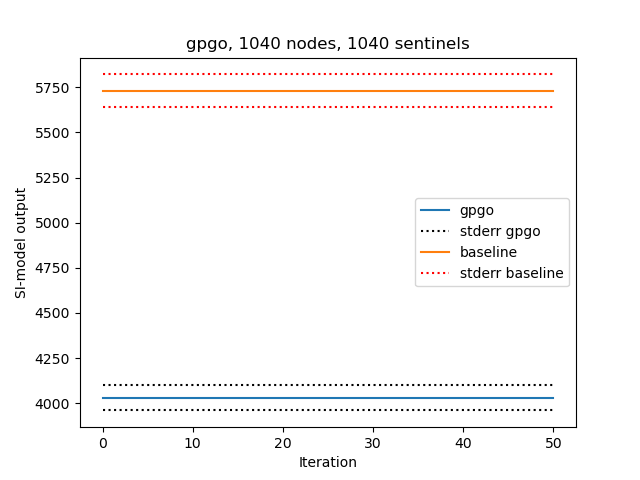 gpgo, 1040 nodes, 1040 sentinels
5750
5500
5250
5000
4750
4500
4250
4000
SI-model output
gpgo
stderr gpgo
baseline
stderr baseline
0 10 20 30 40 50
Iteration